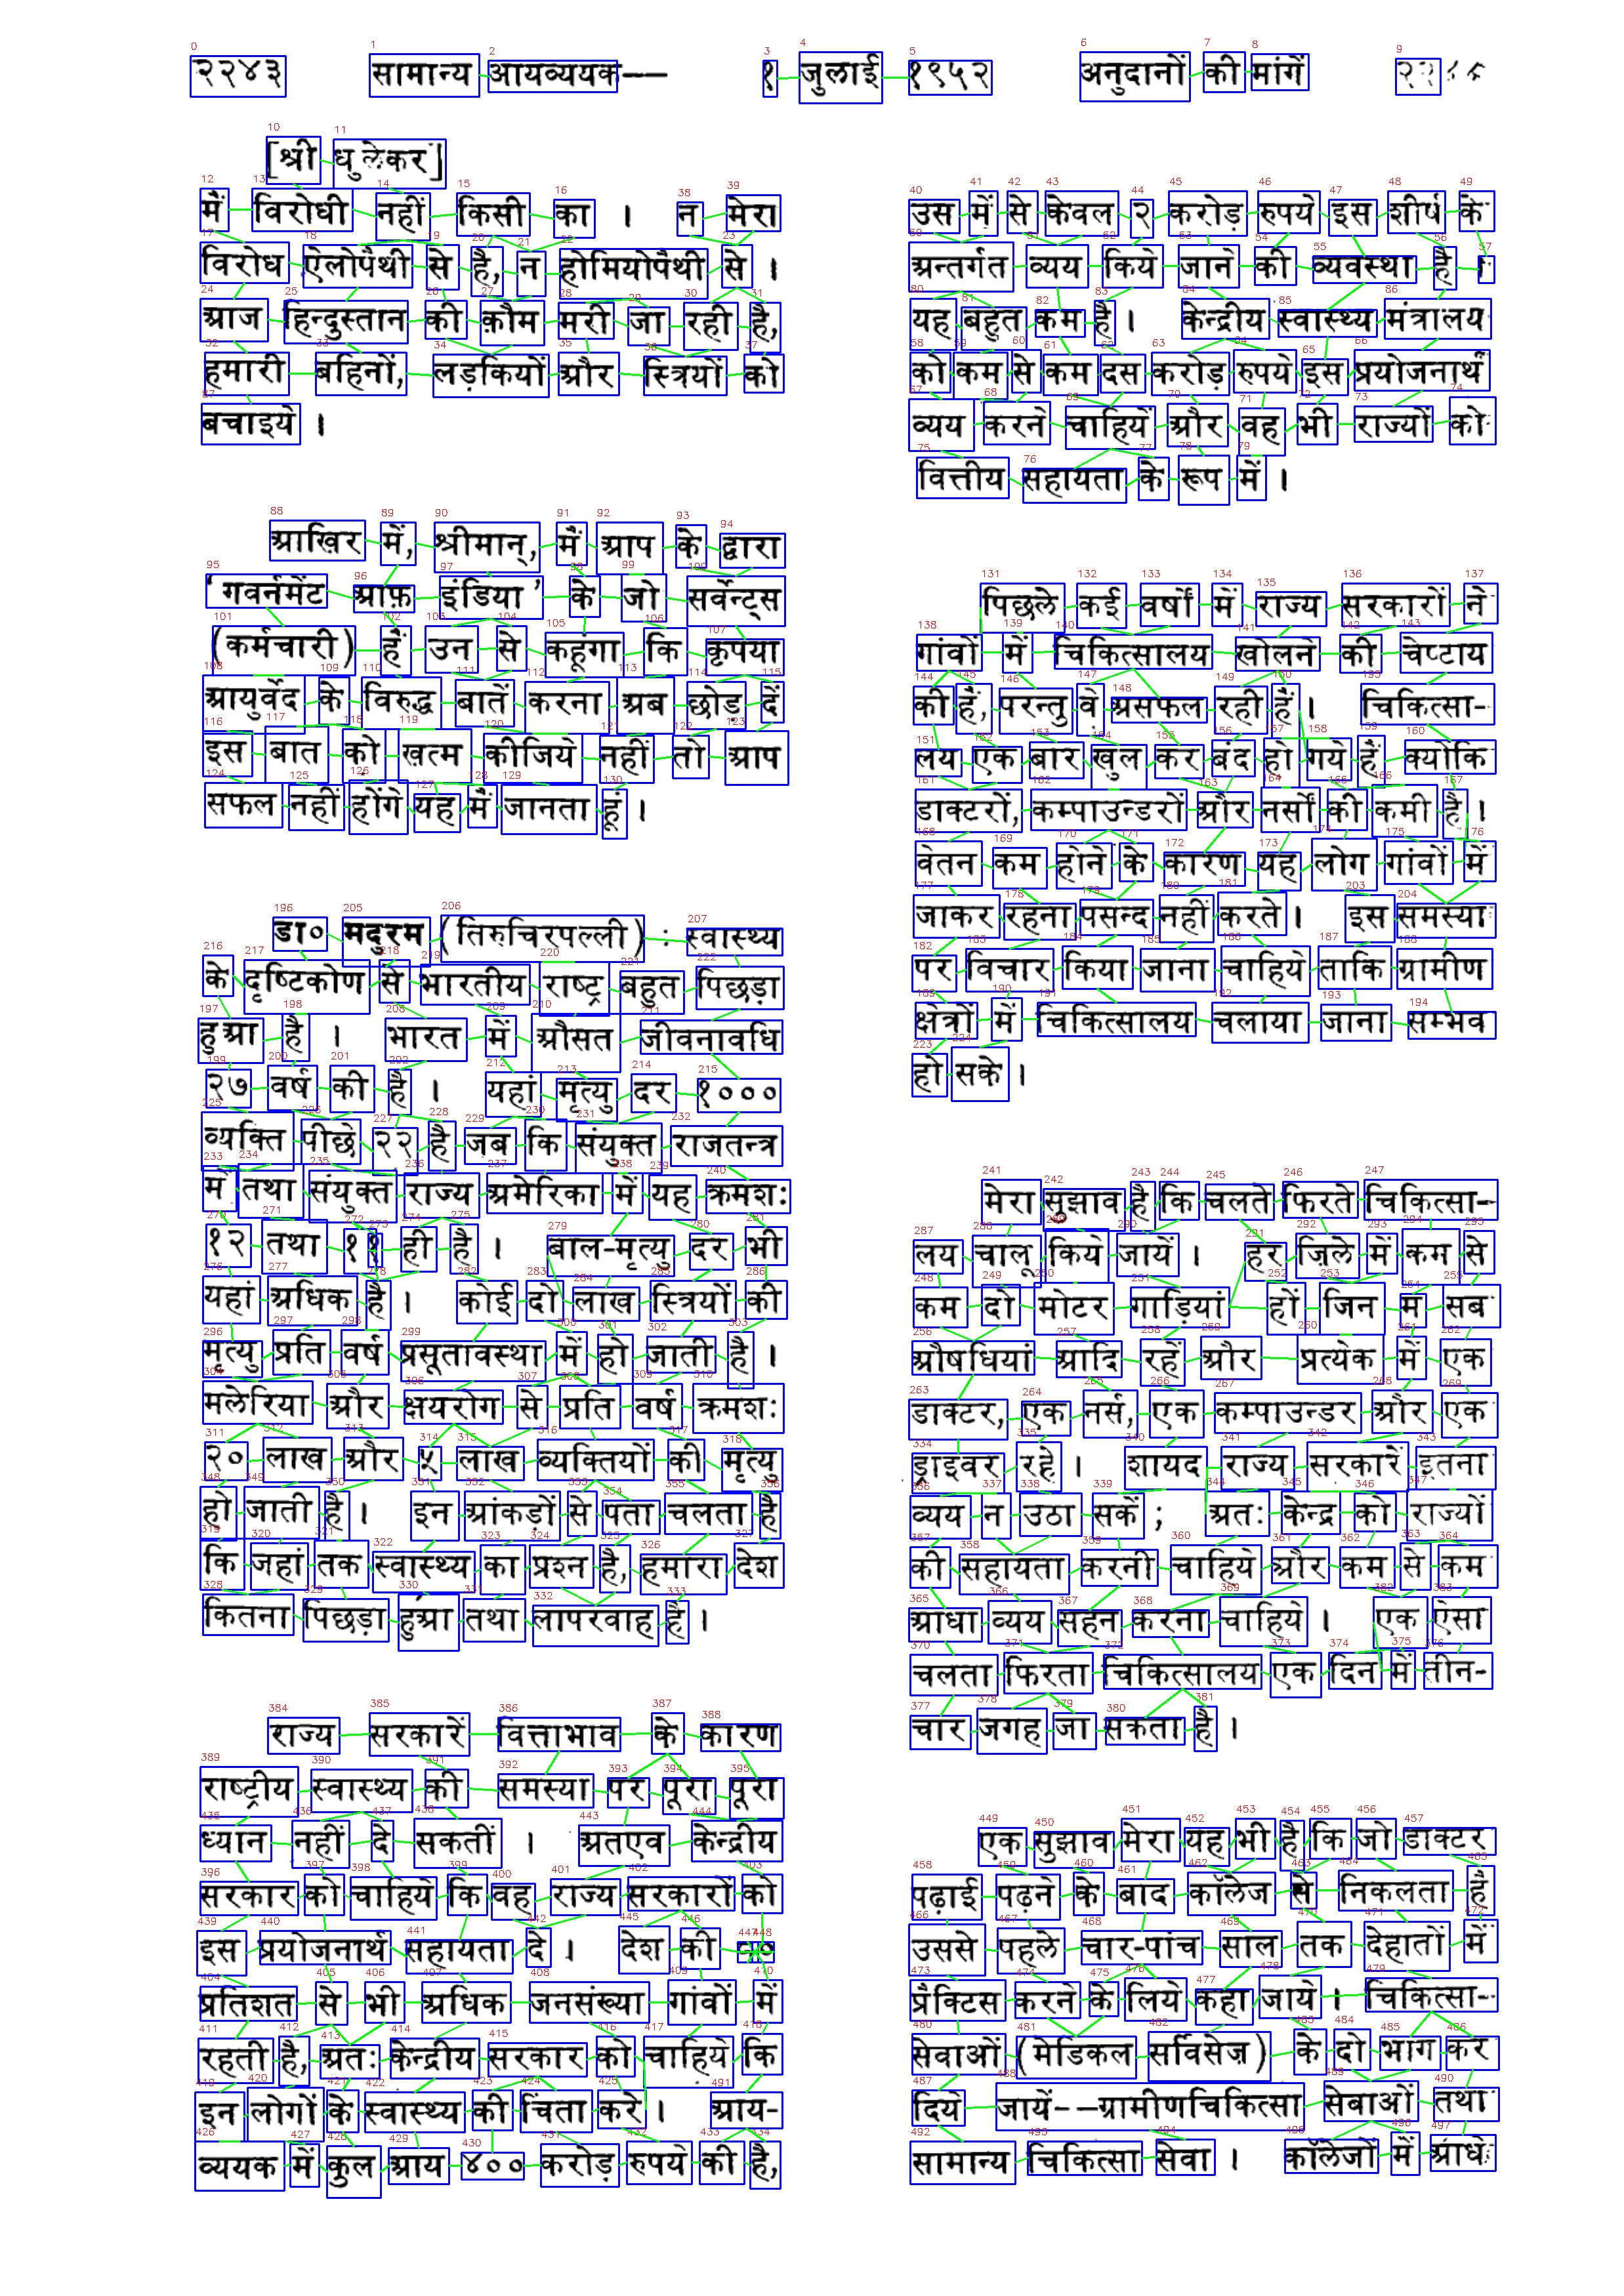 २२४३ सामान्य आयव्ययक—— १ जुलाई १९५२ अनुदानों की मांगें
[श्री धुलेकर]
मैं विरोधी नहीं किसी का । न मेरा
विरोध ऐलोपैथी से है, न होमियोपैथी से ।
आज हिन्दुस्तान की क़ौम मरी जा रही है,
हमारी बहिनों, लड़कियों और स्त्रियों को
बचाइये ।
आखिर में, श्रीमान्, मैं आप के द्वारा
'गवर्नमेंट आफ़ इंडिया' के जो सर्वेन्ट्स
(कर्मचारी) हैं उन से कहूंगा कि कृपया
आयुर्वेद के विरुद्ध बातें करना अब छोड़ दें
इस बात को खत्म कीजिये नहीं तो आप
सफल नहीं होंगे यह मैं जानता हूं ।
डा० मदुरम (तिरुचिरपल्ली) : स्वास्थ्य
के दृष्टिकोण से भारतीय राष्ट्र बहुत पिछड़ा
हुआ है । भारत में औसत जीवनावधि
२७ वर्ष की है । यहां मृत्यु दर १०००
व्यक्ति पीछे २२ है जब कि संयुक्त राजतन्त्र
में तथा संयुक्त राज्य अमेरिका में यह क्रमशः
१२ तथा ११ ही है । बाल-मृत्यु दर भी
यहां अधिक है । कोई दो लाख स्त्रियों की
मृत्यु प्रति वर्ष प्रसूतावस्था में हो जाती है ।
मलेरिया और क्षयरोग से प्रति वर्ष क्रमशः
२० लाख और ५ लाख व्यक्तियों की मृत्यु
हो जाती है । इन आंकड़ों से पता चलता है
कि जहां तक स्वास्थ्य का प्रश्न है, हमारा देश
कितना पिछड़ा हुआ तथा लापरवाह है ।
राज्य सरकारें वित्ताभाव के कारण
राष्ट्रीय स्वास्थ्य की समस्या पर पूरा पूरा
ध्यान नहीं दे सकतीं । अतएव केन्द्रीय
सरकार को चाहिये कि वह राज्य सरकारों को
इस प्रयोजनार्थ सहायता दे । देश की
प्रतिशत से भी अधिक जनसंख्या गांवों में
रहती है, अतः केन्द्रीय सरकार को चाहिये कि
इन लोगों के स्वास्थ्य की चिंता करे । आय-
व्ययक में कुल आय ४०० करोड़ रुपये की है,
उस में से केवल २ करोड़ रुपये इस शीर्ष के
अन्तर्गत व्यय किये जाने की व्यवस्था है ।
यह बहुत कम है । केन्द्रीय स्वास्थ्य मंत्रालय
को कम से कम दस करोड़ रुपये इस प्रयोजनार्थ
व्यय करने चाहियें और वह भी राज्यों को
वित्तीय सहायता के रूप में ।
पिछले कई वर्षों में राज्य सरकारों ने
गांवों में चिकित्सालय खोलने की चेष्टायें
की हैं, परन्तु वे असफल रही हैं । चिकित्सा-
लय एक बार खुल कर बंद हो गये हैं क्योंकि
डाक्टरों, कम्पाउन्डरों और नर्सों की कमी है ।
वेतन कम होने के कारण यह लोग गांवों में
जाकर रहना पसन्द नहीं करते । इस समस्या
पर विचार किया जाना चाहिये ताकि ग्रामीण
क्षेत्रों में चिकित्सालय चलाया जाना सम्भव
हो सके ।
मेरा सुझाव है कि चलते फिरते चिकित्सा-
लय चालू किये जायें । हर ज़िले में कम से
कम दो मोटर गाड़ियां हों जिन में सब
औषधियां आदि रहें और प्रत्येक में एक
डाक्टर, एक नर्स, एक कम्पाउन्डर और एक
ड्राइवर रहे । शायद राज्य सरकारें इतना
व्यय न उठा सकें ; अतः केन्द्र को राज्यों
की सहायता करनी चाहिये और कम से कम
आधा व्यय सहन करना चाहिये । एक ऐसा
चलता फिरता चिकित्सालय एक दिन में तीन-
चार जगह जा सकता है ।
एक सुझाव मेरा यह भी है कि जो डाक्टर
पढ़ाई पढ़ने के बाद कॉलेज से निकलता है
उससे पहले चार-पांच साल तक देहातों में
प्रैक्टिस करने के लिये कहा जाये । चिकित्सा-
सेवाओं (मेडिकल सर्विसेज़) के दो भाग कर
दिये जायें——ग्रामीणचिकित्सा सेवाओं तथा
सामान्य चिकित्सा सेवा । कॉलेजों में आधे